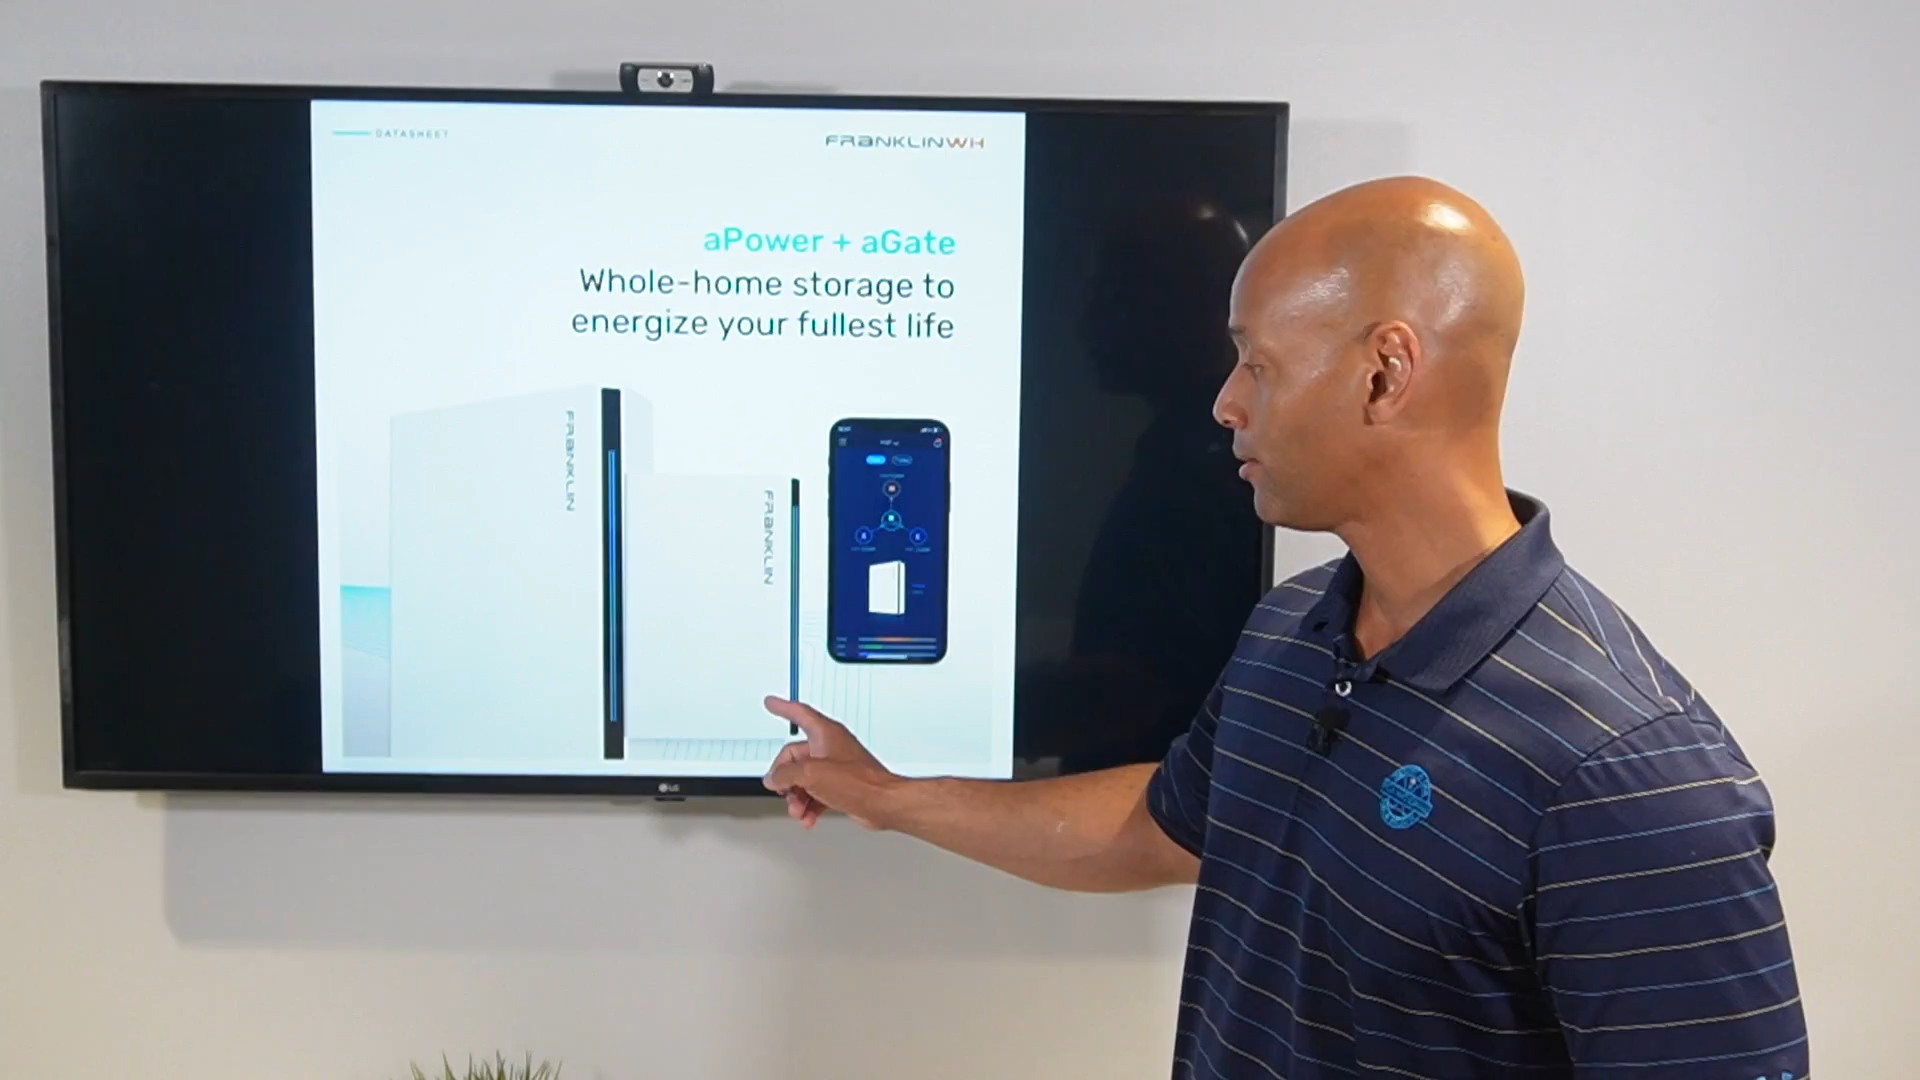 DATASHEET
FRANKLINWH
aPower + aGate
Whole-home storage to
energize your fullest life
FRANKLIN
FRANKLIN
LG